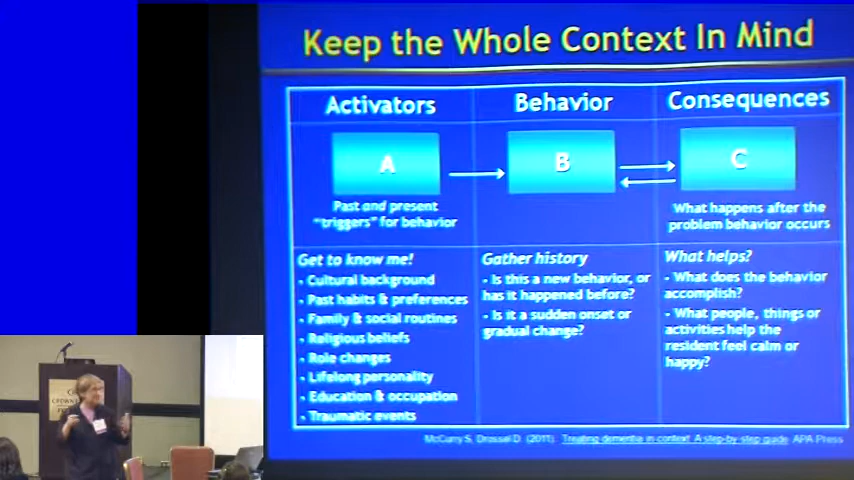 Keep the Whole Context In Mind
Activators
Behavior
Consequences
A
B
C
Past and present
"triggers" for behavior
What happens after the
problem behavior occurs
Get to know me!
- Cultural background
- Past habits & preferences
- Family & social routines
- Religious beliefs
- Role changes
- Lifelong personality
- Education & occupation
- Traumatic events
Gather history
- Is this a new behavior, or
has it happened before?
- Is it a sudden onset or
gradual change?
What helps?
- What does the behavior
accomplish?
- What people, things or
activities help the
resident feel calm or
happy?
McCurry S, Drossel D. (2011) Treating dementia in context: A step-by-step guide APA Press
CROWNE